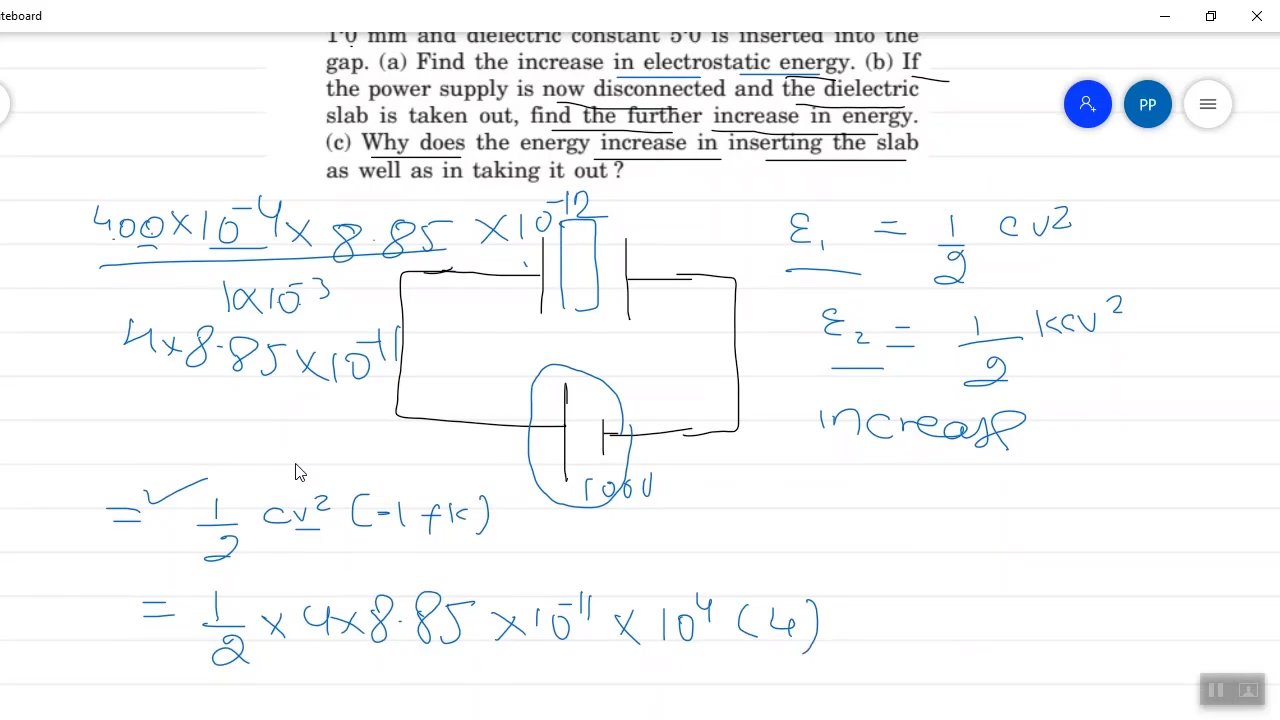 teboard
1·0 mm and dielectric constant 5·0 is inserted into the
gap. (a) Find the increase in electrostatic energy. (b) If
the power supply is now disconnected and the dielectric
slab is taken out, find the further increase in energy.
(c) Why does the energy increase in inserting the slab
as well as in taking it out ?
PP
400×10⁻⁴ × 8.85 ×10⁻¹²
1×10⁻³
4×8.85×10⁻¹¹
ε₁ = 1/2 cv²
ε₂ = 1/2 kcv²
increase
100V
= 1/2 cv² (-1+k)
= 1/2 × 4×8.85 ×10⁻¹¹ × 10⁴ (4)